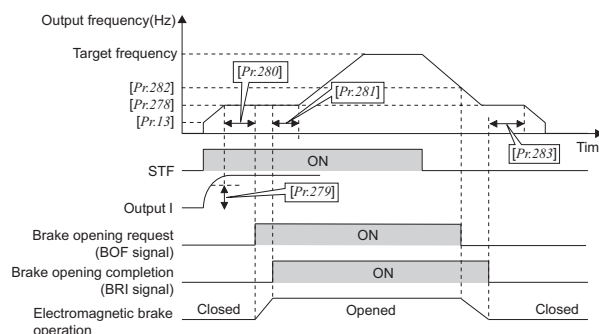 Output frequency(Hz)
Target frequency
[Pr.280]
[Pr.282]
[Pr.281]
[Pr.278]
[Pr.13]
Tim
[Pr.283]
STF
ON
[Pr.279]
Output I
Brake opening request
(BOF signal)
ON
Brake opening completion
(BRI signal)
ON
Electromagnetic brake
operation
Closed
Opened
Closed